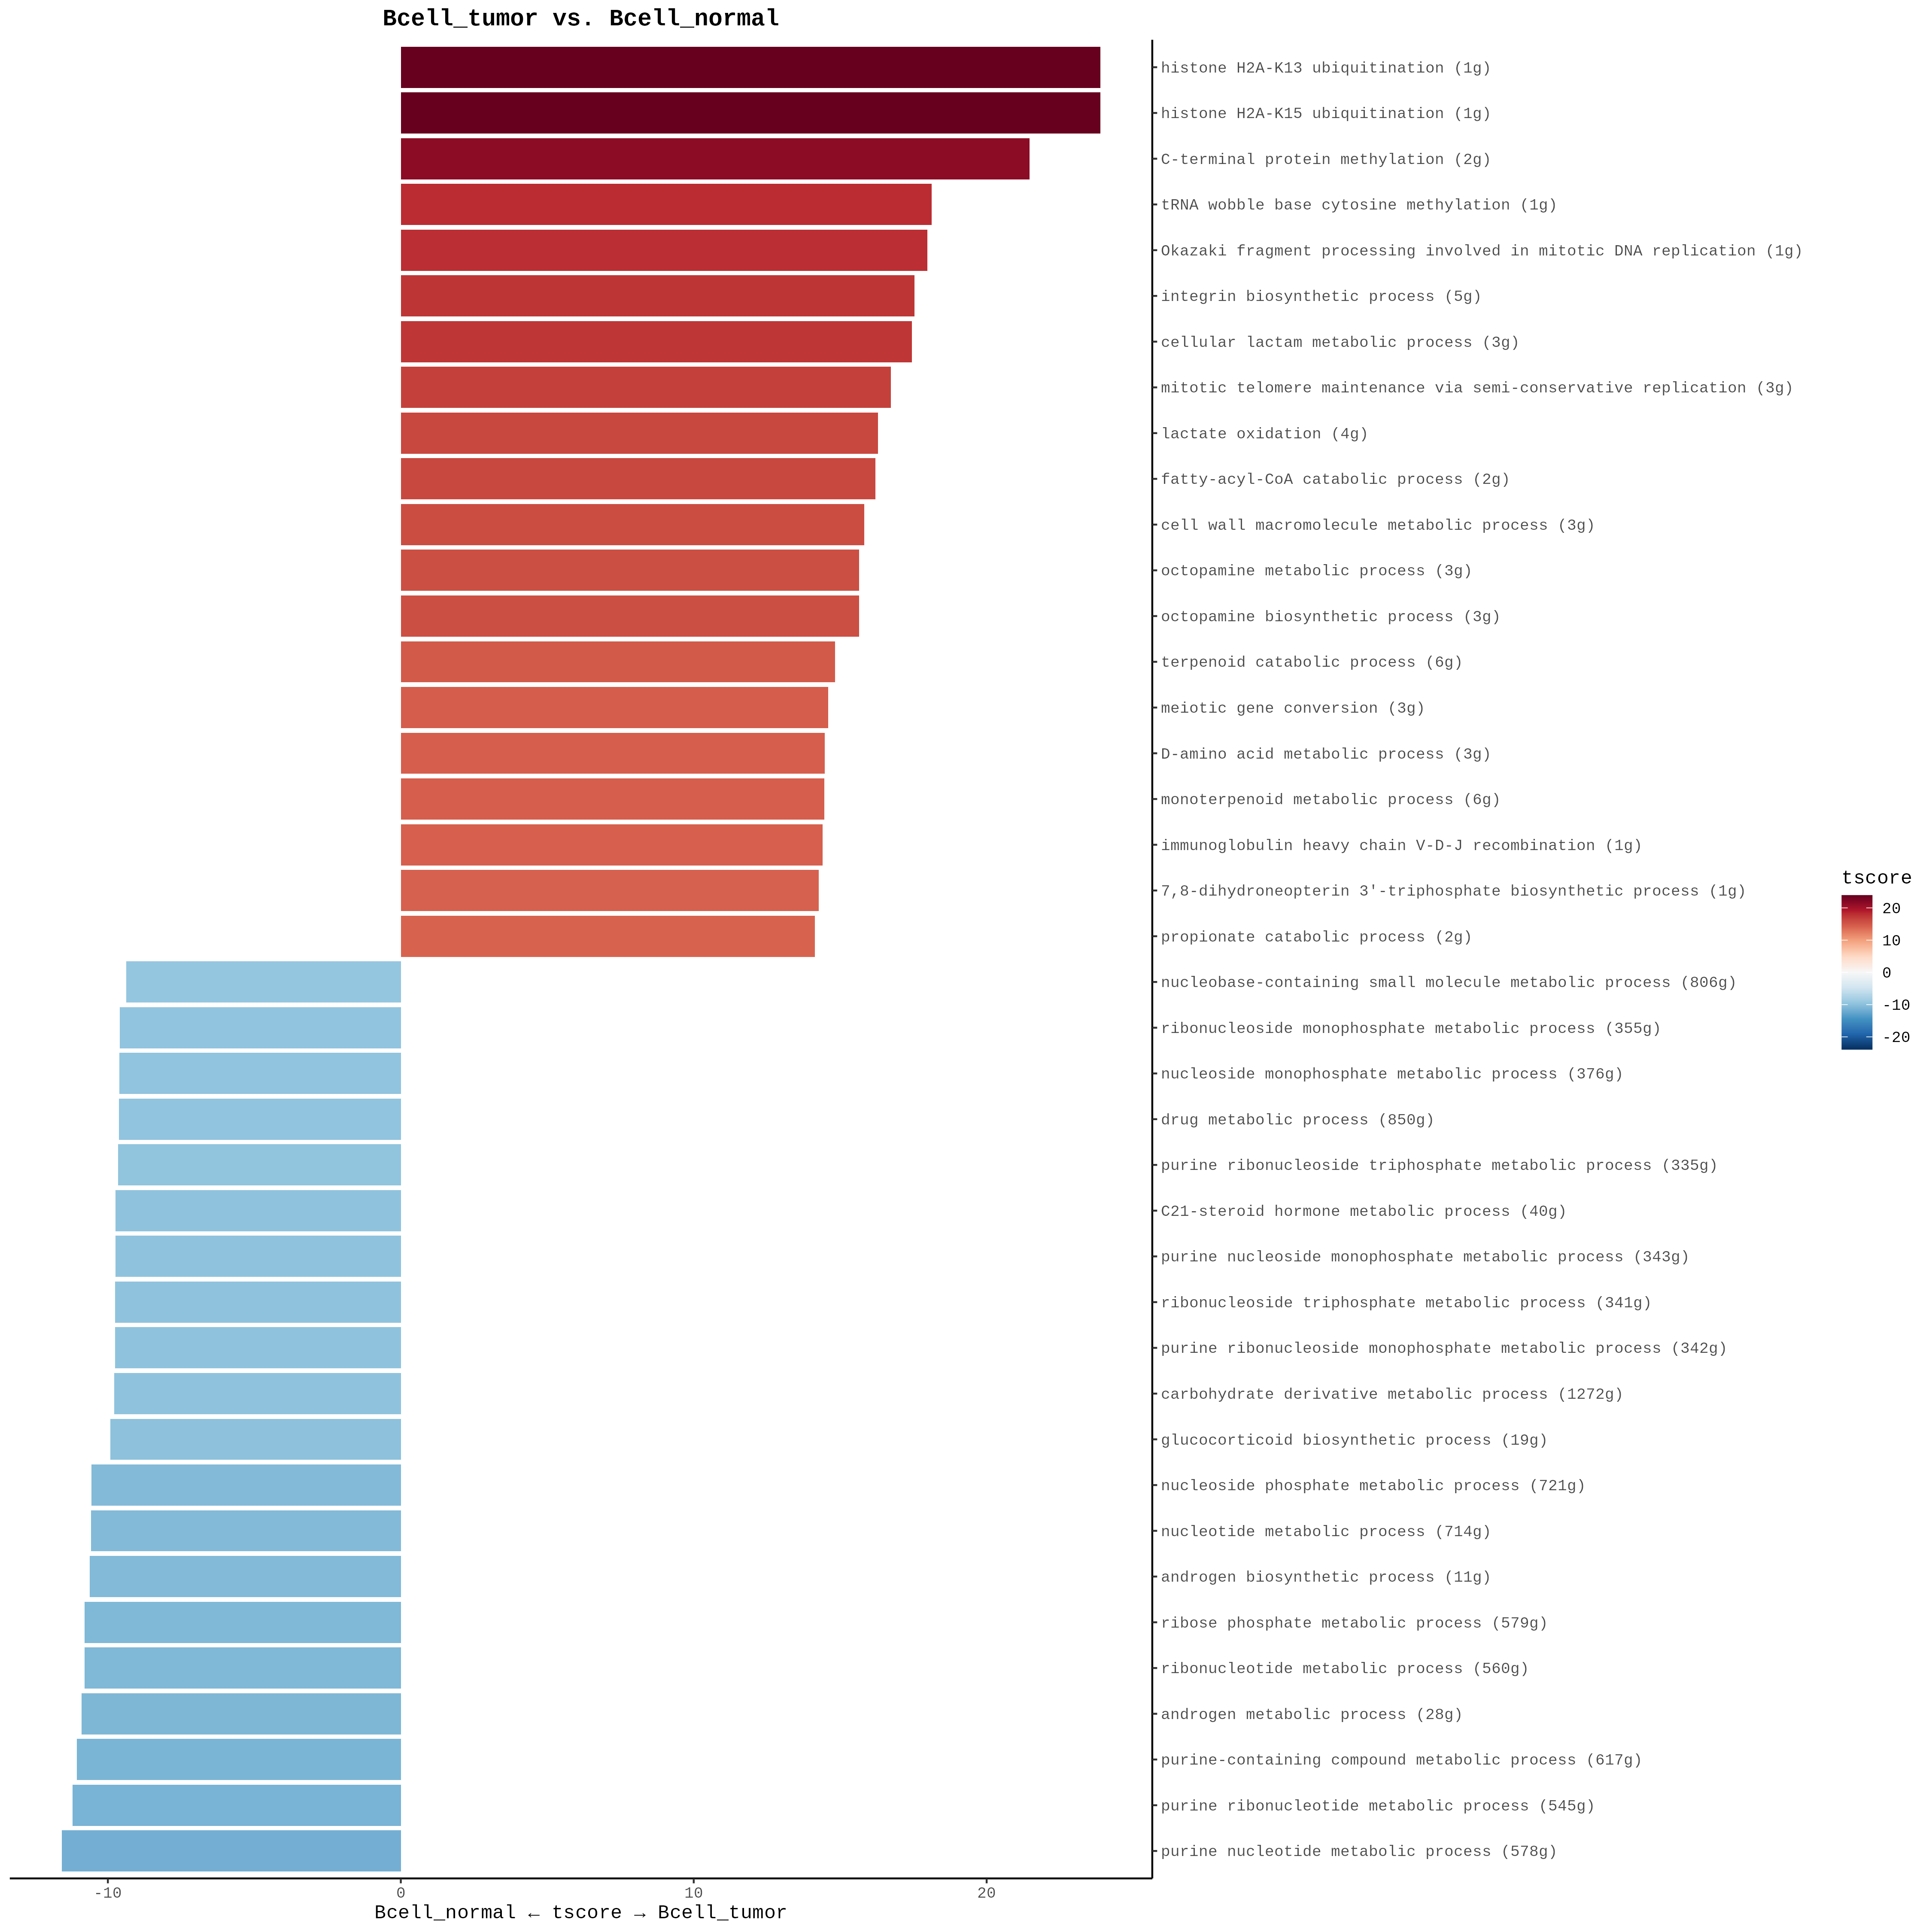 Bcell_tumor vs. Bcell_normal
histone H2A-K13 ubiquitination (1g)
histone H2A-K15 ubiquitination (1g)
C-terminal protein methylation (2g)
tRNA wobble base cytosine methylation (1g)
Okazaki fragment processing involved in mitotic DNA replication (1g)
integrin biosynthetic process (5g)
cellular lactam metabolic process (3g)
mitotic telomere maintenance via semi-conservative replication (3g)
lactate oxidation (4g)
fatty-acyl-CoA catabolic process (2g)
cell wall macromolecule metabolic process (3g)
octopamine metabolic process (3g)
octopamine biosynthetic process (3g)
terpenoid catabolic process (6g)
meiotic gene conversion (3g)
D-amino acid metabolic process (3g)
monoterpenoid metabolic process (6g)
immunoglobulin heavy chain V-D-J recombination (1g)
7,8-dihydroneopterin 3'-triphosphate biosynthetic process (1g)
propionate catabolic process (2g)
nucleobase-containing small molecule metabolic process (806g)
ribonucleoside monophosphate metabolic process (355g)
nucleoside monophosphate metabolic process (376g)
drug metabolic process (850g)
purine ribonucleoside triphosphate metabolic process (335g)
C21-steroid hormone metabolic process (40g)
purine nucleoside monophosphate metabolic process (343g)
ribonucleoside triphosphate metabolic process (341g)
purine ribonucleoside monophosphate metabolic process (342g)
carbohydrate derivative metabolic process (1272g)
glucocorticoid biosynthetic process (19g)
nucleoside phosphate metabolic process (721g)
nucleotide metabolic process (714g)
androgen biosynthetic process (11g)
ribose phosphate metabolic process (579g)
ribonucleotide metabolic process (560g)
androgen metabolic process (28g)
purine-containing compound metabolic process (617g)
purine ribonucleotide metabolic process (545g)
purine nucleotide metabolic process (578g)
-10 0 10 20
Bcell_normal ← tscore → Bcell_tumor
tscore
20
10
0
-10
-20